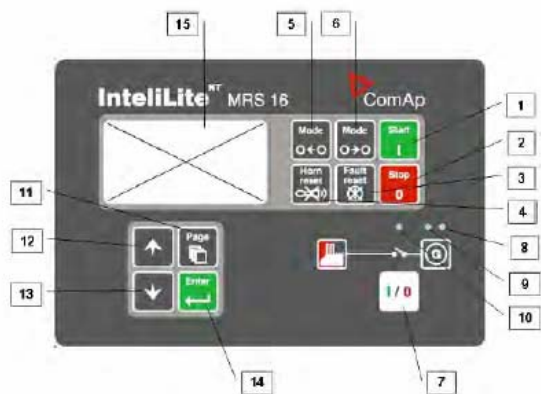 15 5 6
InteliLite NT MRS 16 ComAp
Mode Mode Start
O←O O→O I
1
2
Horn reset Fault reset Stop
0
3
4
11
12
13
Page
Enter
8
9
10
G
I / 0
14 7